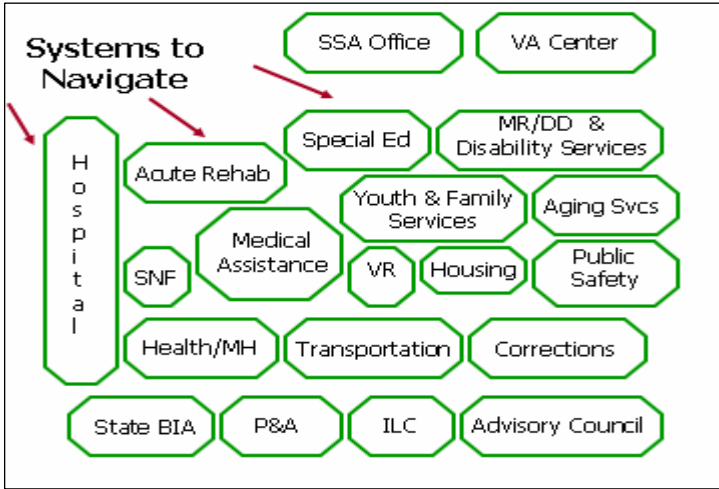 Systems to
Navigate
SSA Office
VA Center
Hospital
Acute Rehab
Special Ed
MR/DD &
Disability Services
Youth & Family
Services
Aging Svcs
Medical
Assistance
SNF
VR
Housing
Public
Safety
Health/MH
Transportation
Corrections
State BIA
P&A
ILC
Advisory Council